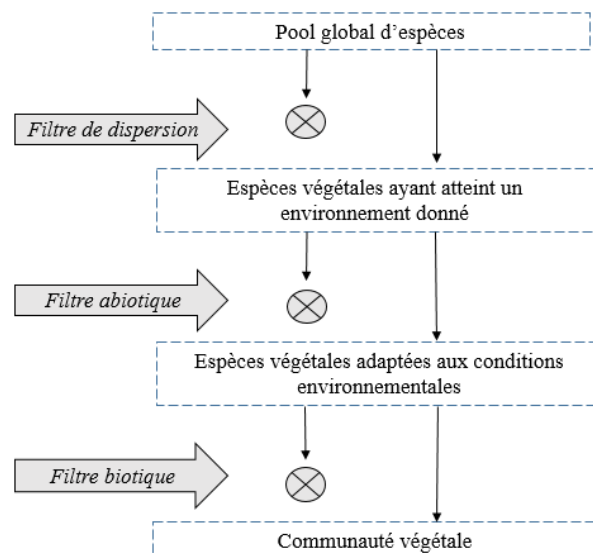 Pool global d’espèces
Filtre de dispersion
Espèces végétales ayant atteint un
environnement donné
Filtre abiotique
Espèces végétales adaptées aux conditions
environnementales
Filtre biotique
Communauté végétale